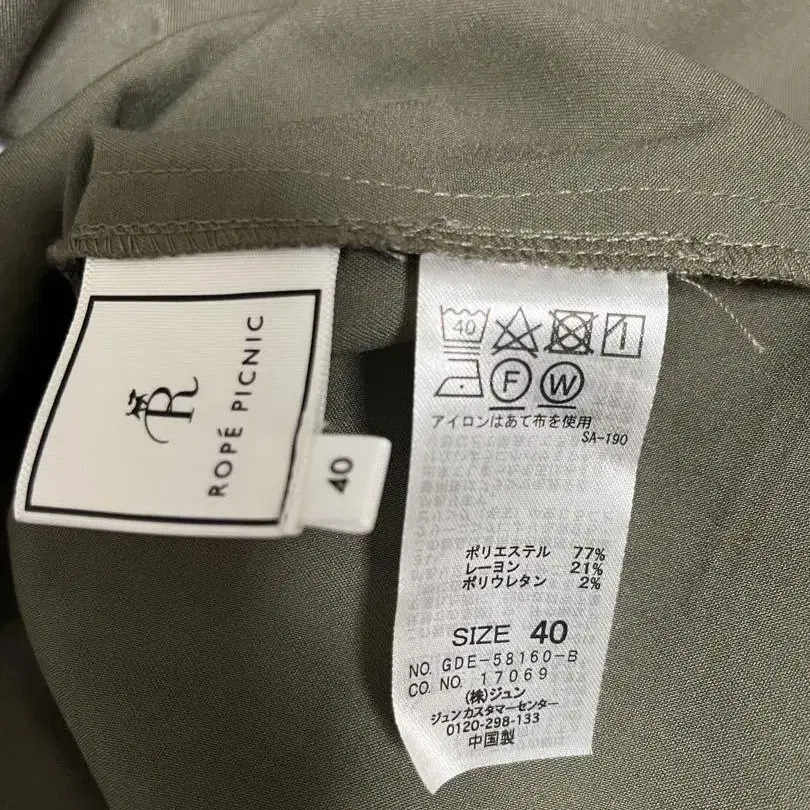 R
ROPÉ PICNIC
40
40
F W
アイロンはあて布を使用
SA-190
ポリエステル 77%
レーヨン 21%
ポリウレタン 2%
SIZE 40
NO. GDE-58160-B
CO. NO. 17069
(株)ジュン
ジュンカスタマーセンター
0120-298-133
中国製